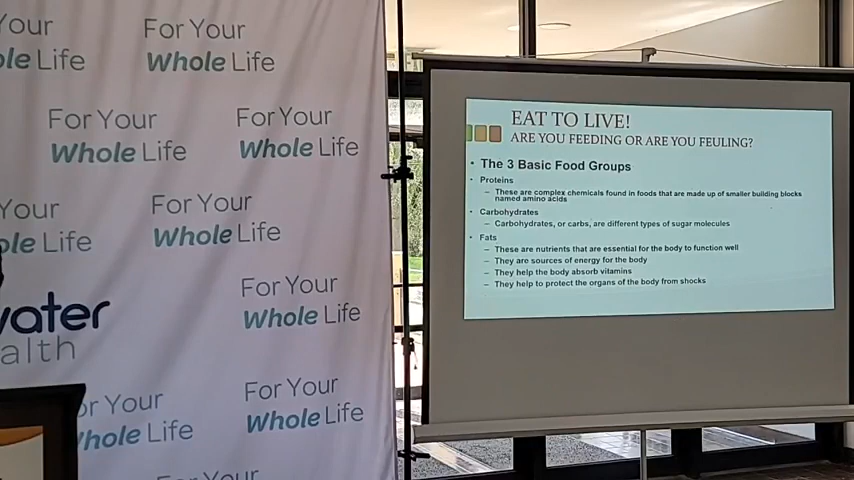 Your
ole Life
For Your
Whole Life
For Your
Whole Life
For Your
Whole Life
Your
ole Life
For Your
Whole Life
For Your
Whole Life
water
alth
or Your
Whole Life
For Your
Whole Life
For Your
EAT TO LIVE!
ARE YOU FEEDING OR ARE YOU FEULING?
• The 3 Basic Food Groups
• Proteins
– These are complex chemicals found in foods that are made up of smaller building blocks
named amino acids
• Carbohydrates
– Carbohydrates, or carbs, are different types of sugar molecules
• Fats
– These are nutrients that are essential for the body to function well
– They are sources of energy for the body
– They help the body absorb vitamins
– They help to protect the organs of the body from shocks